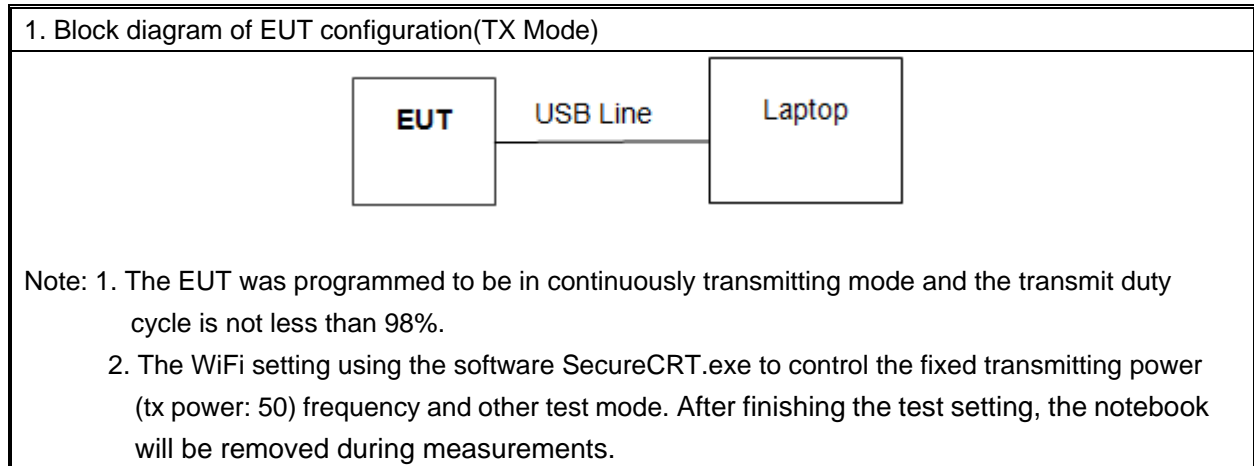 1. Block diagram of EUT configuration(TX Mode)
EUT
USB Line
Laptop
Note: 1. The EUT was programmed to be in continuously transmitting mode and the transmit duty
cycle is not less than 98%.
2. The WiFi setting using the software SecureCRT.exe to control the fixed transmitting power
(tx power: 50) frequency and other test mode. After finishing the test setting, the notebook
will be removed during measurements.